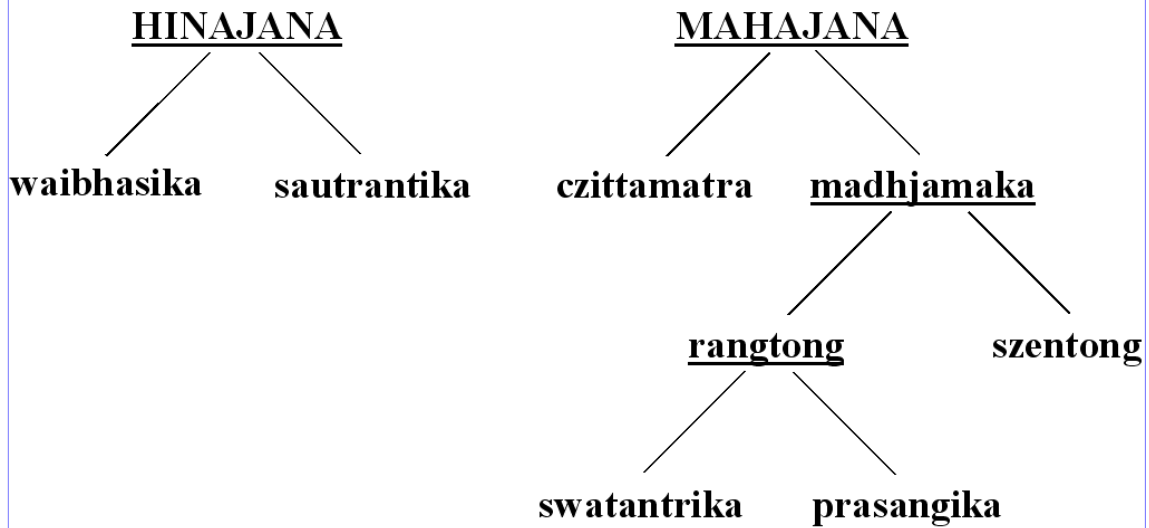 HINAJANA MAHAJANA
waibhasika sautrantika czittamatra madhjamaka
rangtong szentong
swatantrika prasangika